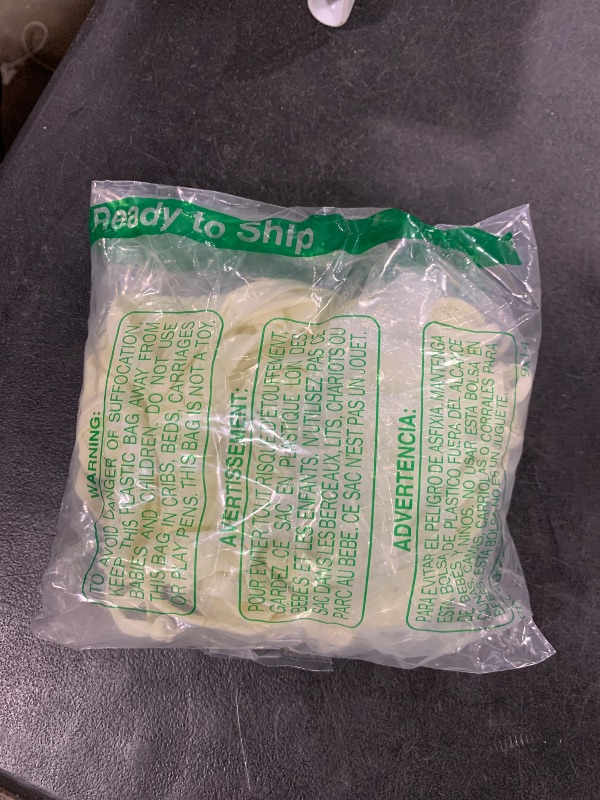 Ready to Ship
WARNING:
TO AVOID DANGER OF SUFFOCATION,
KEEP THIS PLASTIC BAG AWAY FROM
BABIES AND CHILDREN. DO NOT USE
THIS BAG IN CRIBS, BEDS, CARRIAGES
OR PLAY PENS. THIS BAG IS NOT A TOY.
AVERTISSEMENT:
POUR EVITER TOUT RISQUE D'ETOUFFEMENT,
GARDEZ CE SAC EN PLASTIQUE LOIN DES
BEBES ET LES ENFANTS. N'UTILISEZ PAS CE
SAC DANS LES BERCEAUX, LITS, CHARIOTS OU
PARC AU BEBE. CE SAC N'EST PAS UN JOUET.
ADVERTENCIA:
PARA EVITAR EL PELIGRO DE ASFIXIA MANTENGA
ESTA BOLSA DE PLASTICO FUERA DEL ALCANCE
DE BEBES Y NINOS. NO USAR ESTA BOLSA EN
CAMAS, CARRIOLAS O CORRALES PARA
ESTA BOLSA NO ES UN JUGUETE.